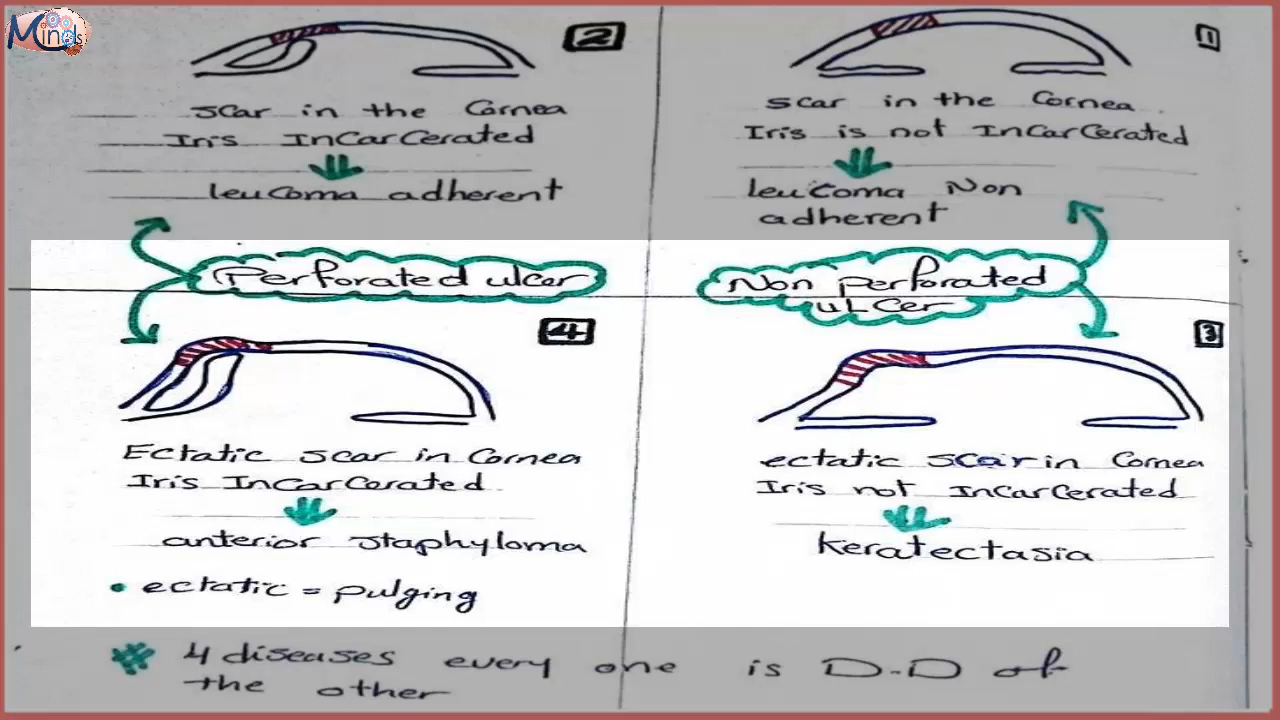 Minds
2
scar in the Cornea
Iris InCarCerated
leucoma adherent
1
scar in the Cornea
Iris is not InCarCerated
leucoma Non
adherent
Perforated ulcer
Non perforated
ulcer
4
Ectatic scar in Cornea
Iris InCarCerated
anterior staphyloma
• ectatic = pulging
3
ectatic scar in Cornea
Iris not InCarCerated
Keratectasia
* 4 diseases every one is D.D of
the other